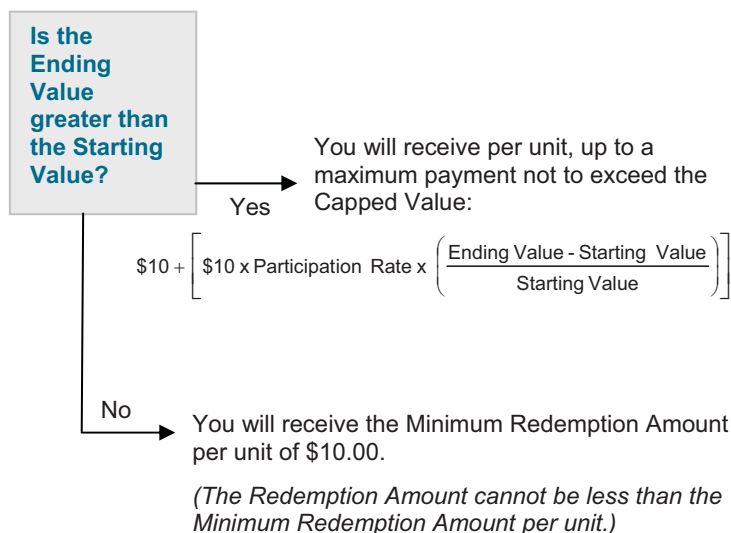 Is the
Ending
Value
greater than
the Starting
Value?
Yes
You will receive per unit, up to a
maximum payment not to exceed the
Capped Value:
$10 + [ $10 x Participation Rate x ( Ending Value - Starting Value / Starting Value ) ]
No
You will receive the Minimum Redemption Amount
per unit of $10.00.
(The Redemption Amount cannot be less than the
Minimum Redemption Amount per unit.)